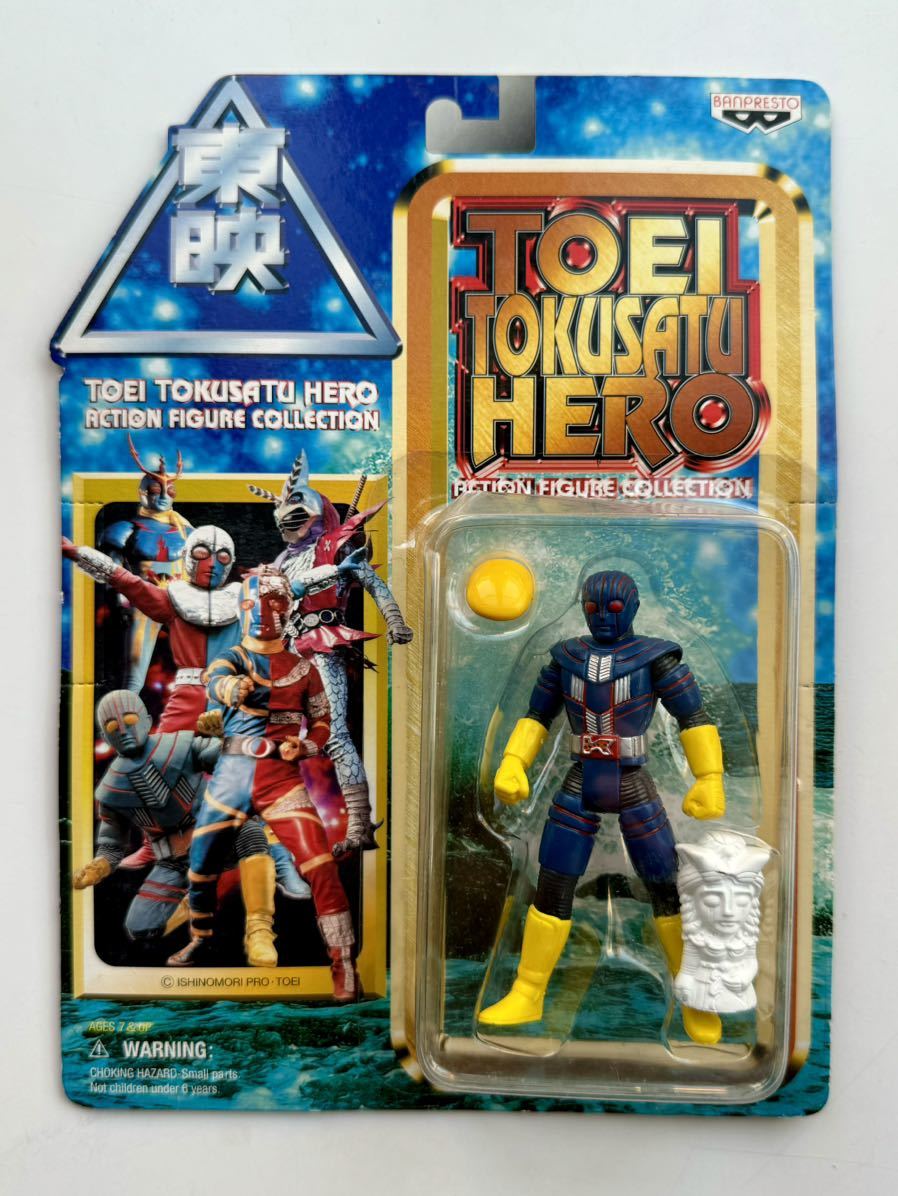 東映
BANPRESTO
TOEI
TOKUSATU
HERO
ACTION FIGURE COLLECTION
TOEI TOKUSATU HERO
ACTION FIGURE COLLECTION
© ISHINOMORI PRO・TOEI
AGES 7 & UP
⚠ WARNING:
CHOKING HAZARD-Small parts.
Not children under 6 years.